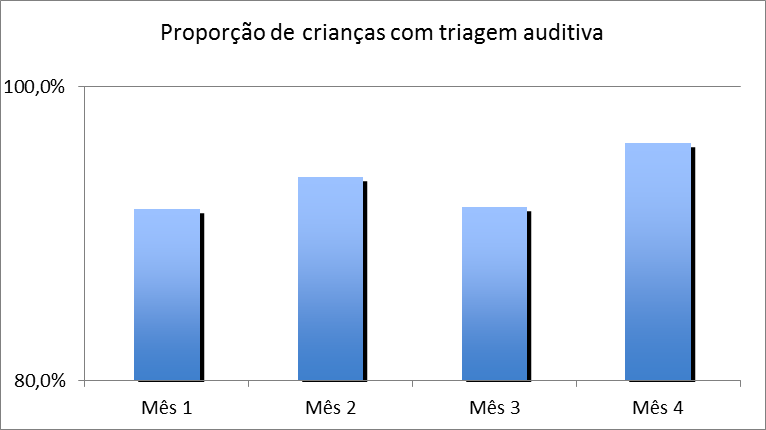 Proporção de crianças com triagem auditiva
100,0%
80,0%
Mês 1 Mês 2 Mês 3 Mês 4